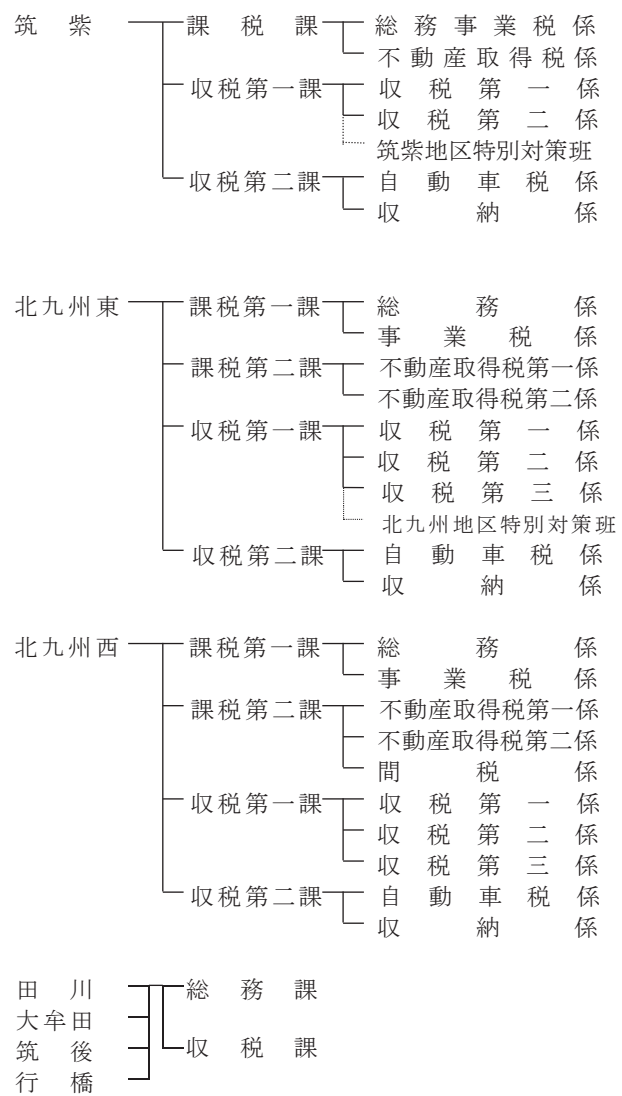 筑紫 課税課 総務事業税係
不動産取得税係
収税第一課 収税第一係
収税第二係
筑紫地区特別対策班
収税第二課 自動車税係
収納係
北九州東 課税第一課 総務係
事業税係
課税第二課 不動産取得税第一係
不動産取得税第二係
収税第一課 収税第一係
収税第二係
収税第三係
北九州地区特別対策班
収税第二課 自動車税係
収納係
北九州西 課税第一課 総務係
事業税係
課税第二課 不動産取得税第一係
不動産取得税第二係
間税係
収税第一課 収税第一係
収税第二係
収税第三係
収税第二課 自動車税係
収納係
田川 総務課
大牟田
筑後 収税課
行橋